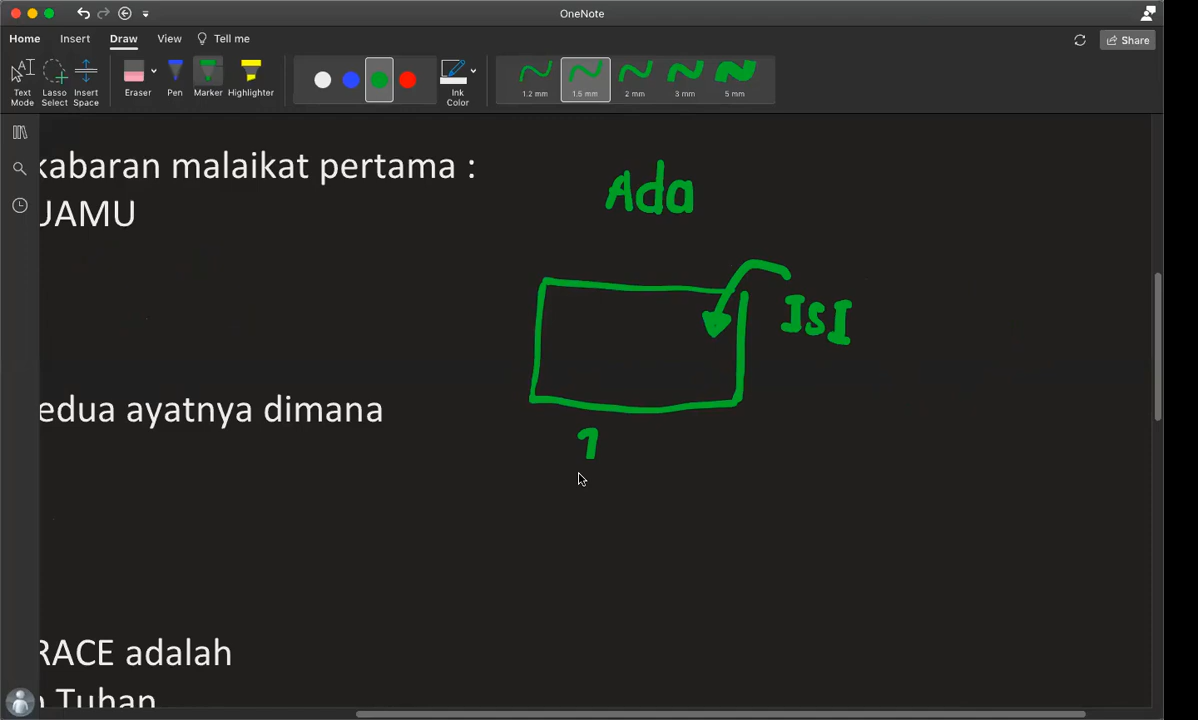 OneNote
Home Insert Draw View Tell me
Share
Text Mode
Lasso Select
Insert Space
Eraser
Pen
Marker
Highlighter
Ink Color
1.2 mm
1.5 mm
2 mm
3 mm
5 mm
kabaran malaikat pertama :
UAMU
Ada
ISI
edua ayatnya dimana
1
RACE adalah
Tuhan